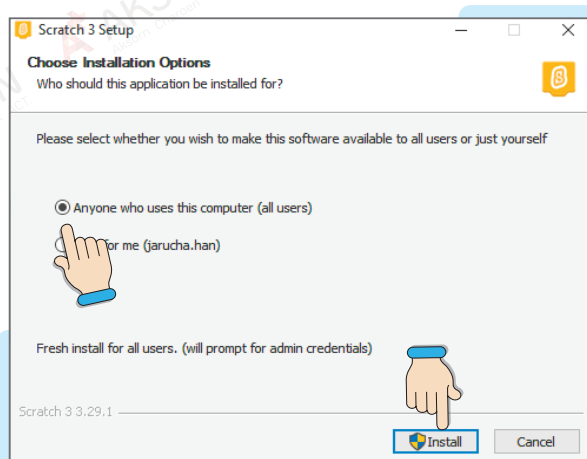 Scratch 3 Setup
Choose Installation Options
Who should this application be installed for?
Please select whether you wish to make this software available to all users or just yourself
Anyone who uses this computer (all users)
for me (jarucha.han)
Fresh install for all users. (will prompt for admin credentials)
Scratch 3 3.29.1
Install
Cancel